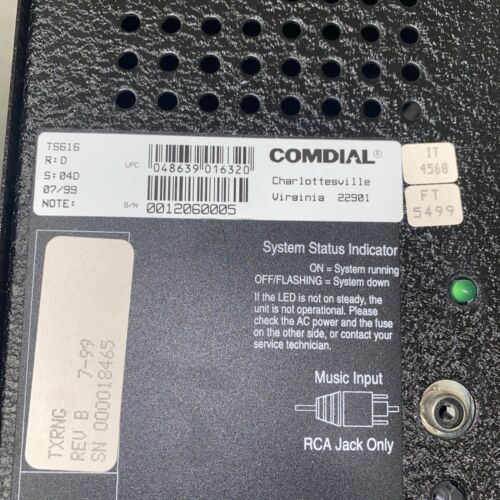 TS616
R:D
S:04D
07/99
NOTE:
UPC
048639 016320
S/N
0012060005
COMDIAL®
Charlottesville
Virginia 22901
IT
4568
FT
5499
System Status Indicator
ON = System running
OFF/FLASHING = System down
If the LED is not on steady, the
unit is not operational. Please
check the AC power and the fuse
on the other side, or contact your
service technician.
Music Input
RCA Jack Only
TXRNG
REV B 7-99
SN 000018465